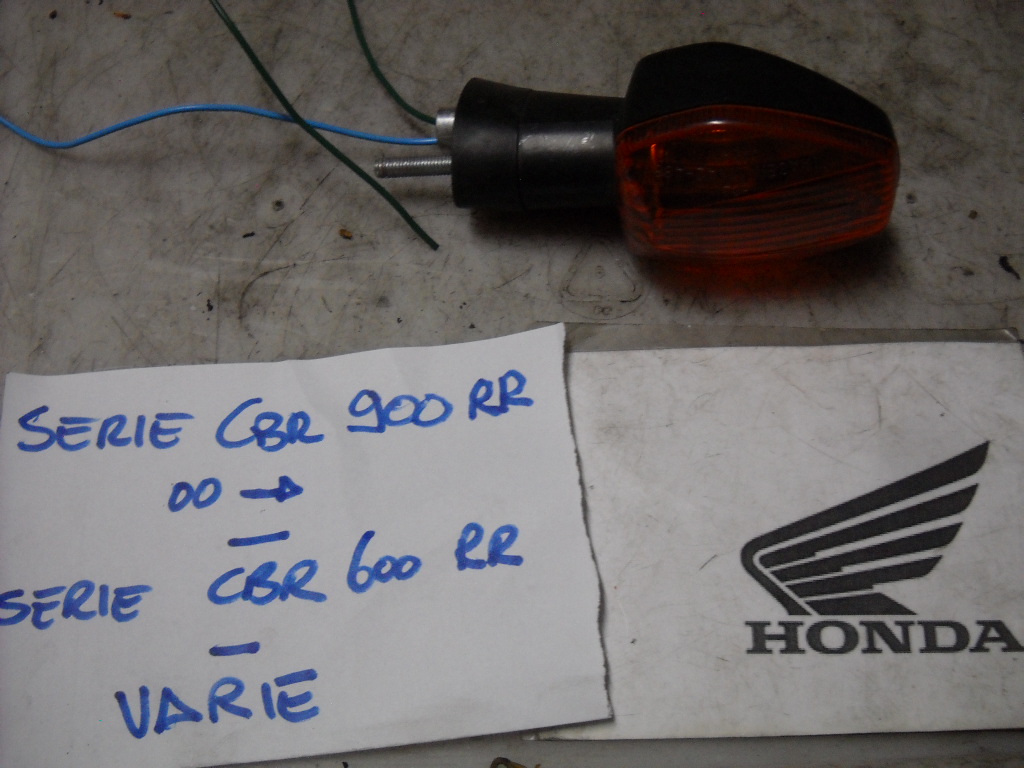 SERIE CBR 900 RR
00 →
—
SERIE CBR 600 RR
—
VARIE
HONDA